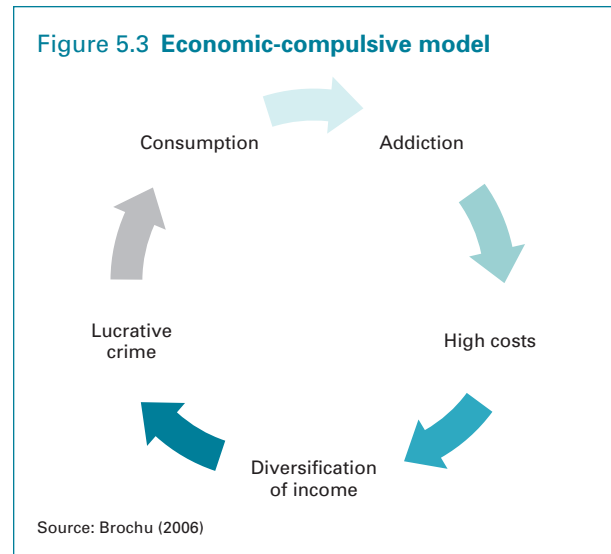 Figure 5.3 Economic-compulsive model
Consumption
Addiction
High costs
Diversification
of income
Lucrative
crime
Source: Brochu (2006)